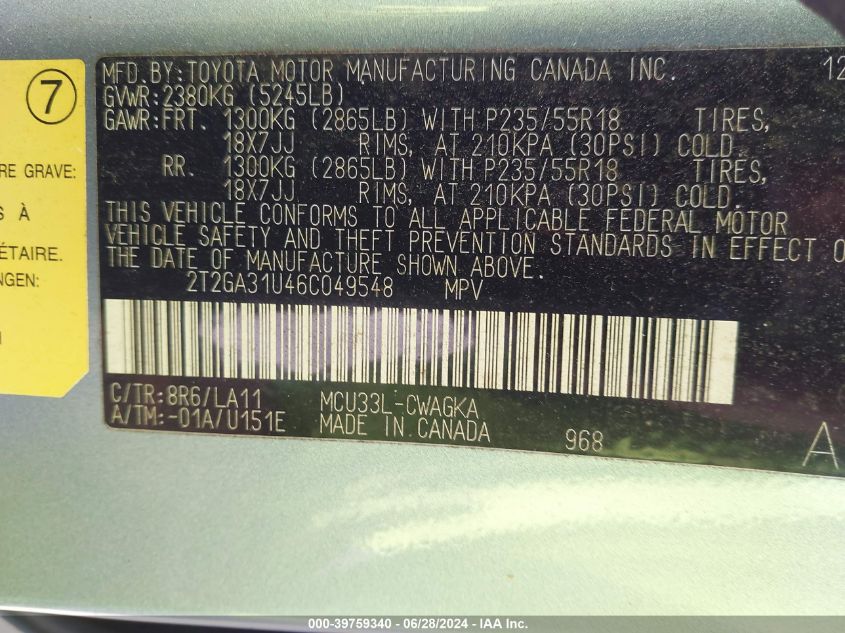 7
RE GRAVE:
S À
ÉTAIRE.
NGEN:
MFD. BY: TOYOTA MOTOR MANUFACTURING CANADA INC. 12
GVWR: 2380KG (5245LB)
GAWR: FRT. 1300KG (2865LB) WITH P235/55R18 TIRES,
18X7JJ RIMS, AT 210KPA (30PSI) COLD.
RR. 1300KG (2865LB) WITH P235/55R18 TIRES,
18X7JJ RIMS, AT 210KPA (30PSI) COLD.
THIS VEHICLE CONFORMS TO ALL APPLICABLE FEDERAL MOTOR
VEHICLE SAFETY AND THEFT PREVENTION STANDARDS IN EFFECT O
THE DATE OF MANUFACTURE SHOWN ABOVE.
2T2GA31U46C049548 MPV
C/TR: 8R6/LA11 MCU33L-CWAGKA
A/TM: -01A/U151E MADE IN CANADA 968 A
000-39759340 - 06/28/2024 - IAA Inc.